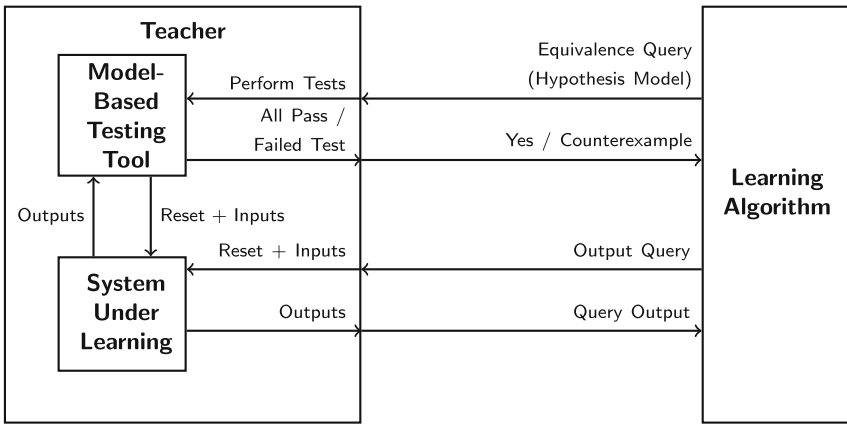 Teacher
Model-
Based
Testing
Tool
Perform Tests
All Pass /
Failed Test
Equivalence Query
(Hypothesis Model)
Yes / Counterexample
Learning
Algorithm
Outputs
Reset + Inputs
System
Under
Learning
Reset + Inputs
Outputs
Output Query
Query Output